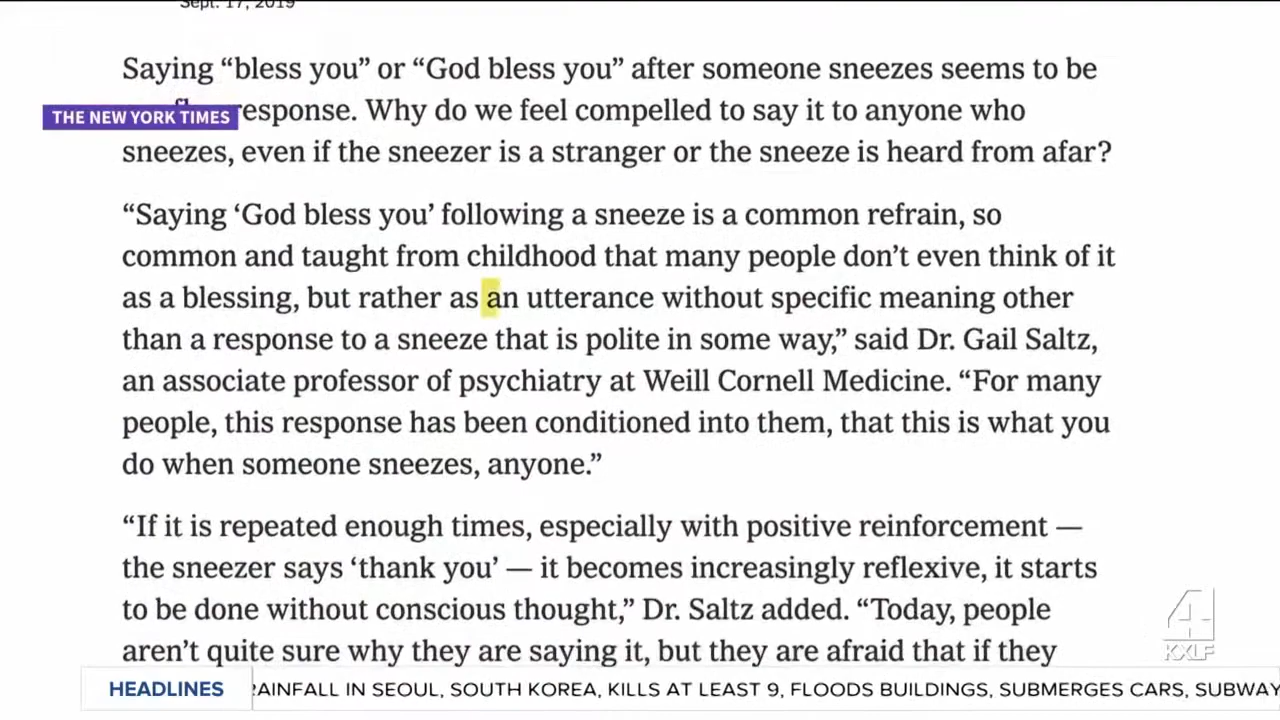 Sept. 17, 2019
Saying “bless you” or “God bless you” after someone sneezes seems to be
THE NEW YORK TIMES
response. Why do we feel compelled to say it to anyone who
sneezes, even if the sneezer is a stranger or the sneeze is heard from afar?
“Saying ‘God bless you’ following a sneeze is a common refrain, so
common and taught from childhood that many people don’t even think of it
as a blessing, but rather as an utterance without specific meaning other
than a response to a sneeze that is polite in some way,” said Dr. Gail Saltz,
an associate professor of psychiatry at Weill Cornell Medicine. “For many
people, this response has been conditioned into them, that this is what you
do when someone sneezes, anyone.”
“If it is repeated enough times, especially with positive reinforcement —
the sneezer says ‘thank you’ — it becomes increasingly reflexive, it starts
to be done without conscious thought,” Dr. Saltz added. “Today, people
aren’t quite sure why they are saying it, but they are afraid that if they
4
KXLF
HEADLINES
RAINFALL IN SEOUL, SOUTH KOREA, KILLS AT LEAST 9, FLOODS BUILDINGS, SUBMERGES CARS, SUBWAY